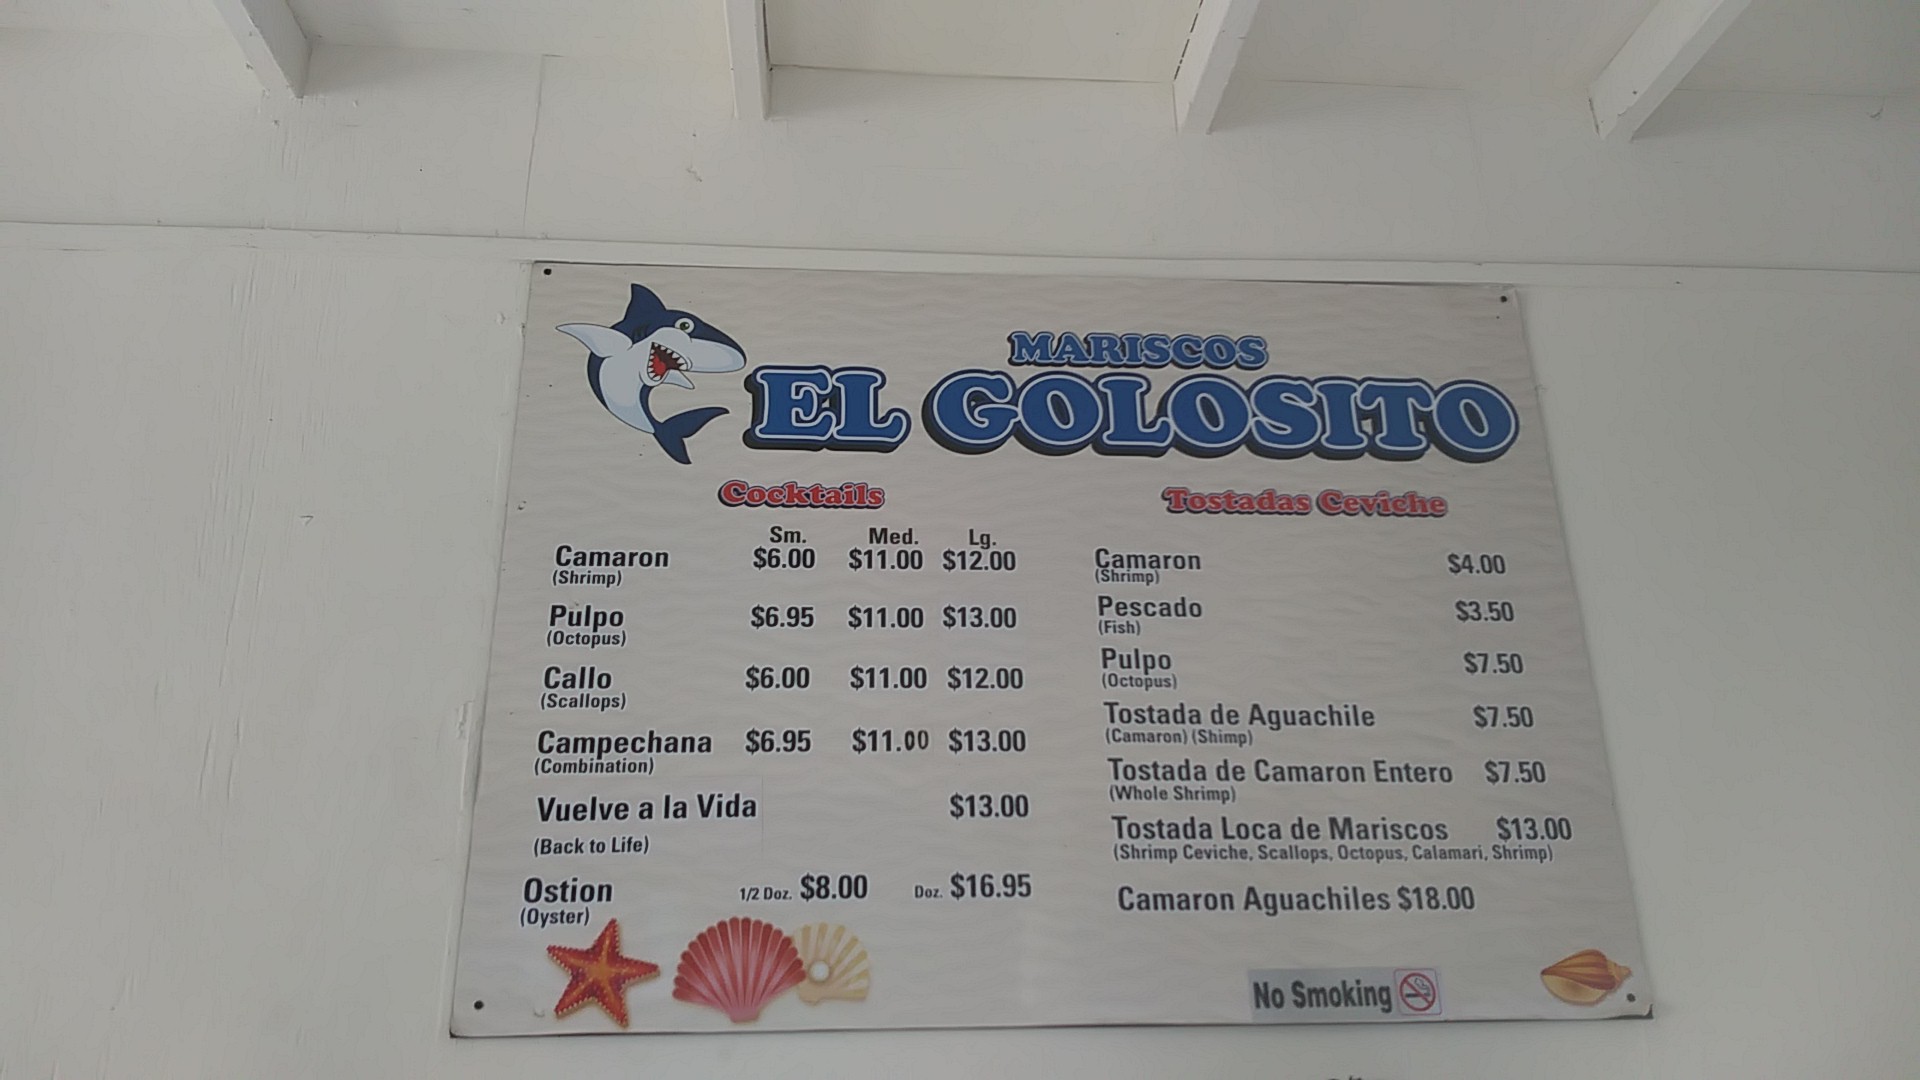 MARISCOS
EL GOLOSITO
Cocktails
Sm. Med. Lg.
Camaron $6.00 $11.00 $12.00
(Shrimp)
Pulpo $6.95 $11.00 $13.00
(Octopus)
Callo $6.00 $11.00 $12.00
(Scallops)
Campechana $6.95 $11.00 $13.00
(Combination)
Vuelve a la Vida $13.00
(Back to Life)
Ostion 1/2 Doz. $8.00 Doz. $16.95
(Oyster)
Tostadas Ceviche
Camaron $4.00
(Shrimp)
Pescado $3.50
(Fish)
Pulpo $7.50
(Octopus)
Tostada de Aguachile $7.50
(Camaron) (Shimp)
Tostada de Camaron Entero $7.50
(Whole Shrimp)
Tostada Loca de Mariscos $13.00
(Shrimp Ceviche, Scallops, Octopus, Calamari, Shrimp)
Camaron Aguachiles $18.00
No Smoking